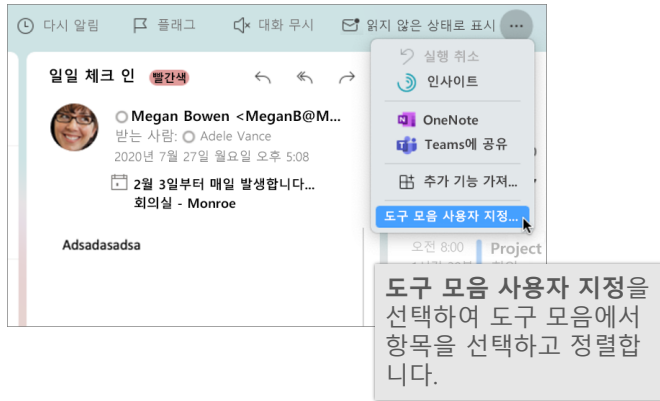 다시 알림 플래그 대화 무시 읽지 않은 상태로 표시 ...
실행 취소
인사이트
OneNote
Teams에 공유
추가 기능 가져...
도구 모음 사용자 지정...
일일 체크 인 빨간색
Megan Bowen <MeganB@M...
받는 사람: Adele Vance
2020년 7월 27일 월요일 오후 5:08
2월 3일부터 매일 발생합니다...
회의실 - Monroe
Adsadasadsa
오전 8:00 Project
도구 모음 사용자 지정을
선택하여 도구 모음에서
항목을 선택하고 정렬합
니다.